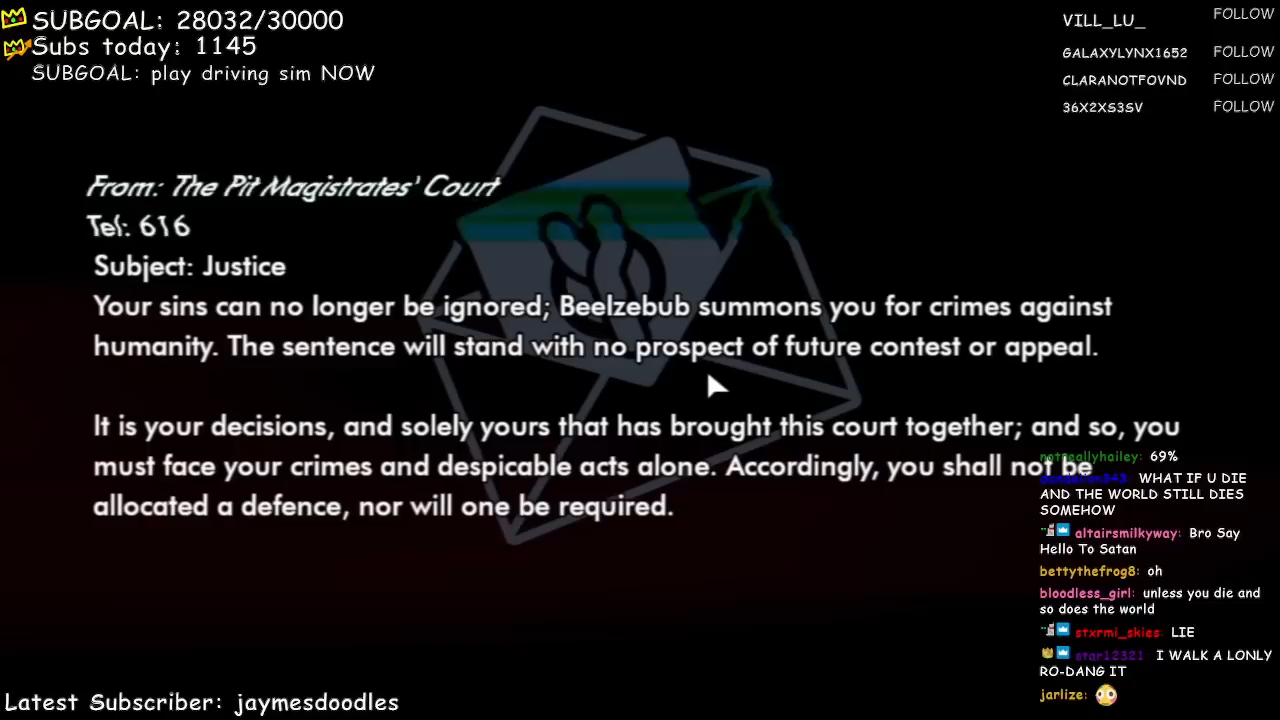 SUBGOAL: 28032/30000
Subs today: 1145
SUBGOAL: play driving sim NOW
VILL_LU_ FOLLOW
GALAXYLYNX1652 FOLLOW
CLARANOTFOVND FOLLOW
36X2XS3SV FOLLOW
From: The Pit Magistrates' Court
Tel: 616
Subject: Justice
Your sins can no longer be ignored; Beelzebub summons you for crimes against
humanity. The sentence will stand with no prospect of future contest or appeal.
It is your decisions, and solely yours that has brought this court together; and so, you
must face your crimes and despicable acts alone. Accordingly, you shall not be
allocated a defence, nor will one be required.
notreallyhailey: 69%
WHAT IF U DIE
AND THE WORLD STILL DIES
SOMEHOW
altairsmilkyway: Bro Say
Hello To Satan
bettythefrog8: oh
bloodless_girl: unless you die and
so does the world
stxrmi_skies: LIE
star12321 I WALK A LONLY
RO-DANG IT
jarlize:
Latest Subscriber: jaymesdoodles